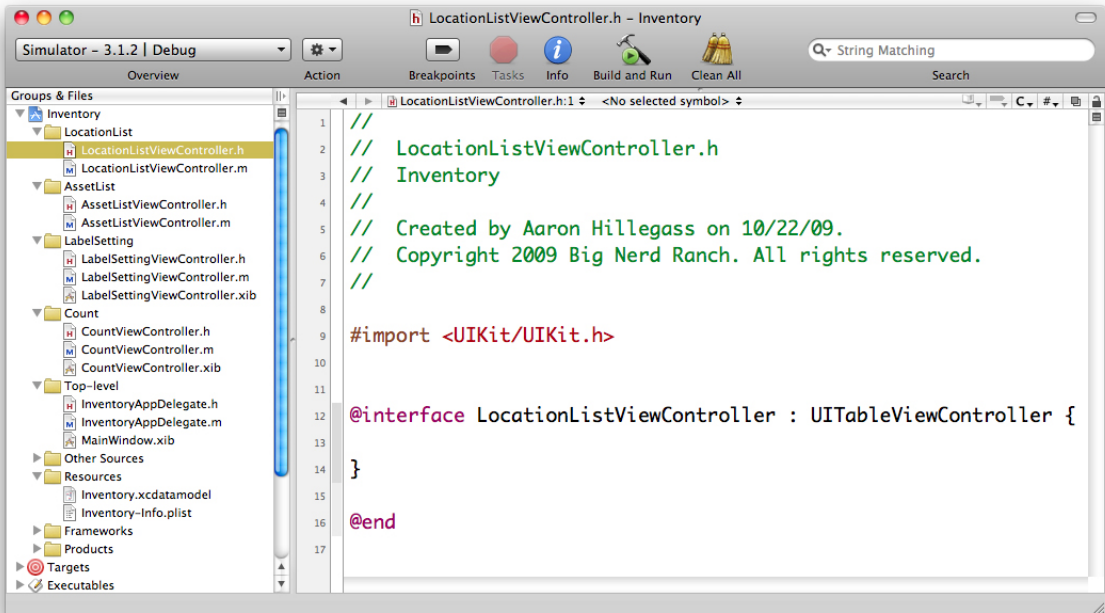 LocationListViewController.h – Inventory
Simulator – 3.1.2 | Debug
String Matching
Overview
Action
Breakpoints
Tasks
Info
Build and Run
Clean All
Search
Groups & Files
Inventory
LocationList
LocationListViewController.h
LocationListViewController.m
AssetList
AssetListViewController.h
AssetListViewController.m
LabelSetting
LabelSettingViewController.h
LabelSettingViewController.m
LabelSettingViewController.xib
Count
CountViewController.h
CountViewController.m
CountViewController.xib
Top-level
InventoryAppDelegate.h
InventoryAppDelegate.m
MainWindow.xib
Other Sources
Resources
Inventory.xcdatamodel
Inventory-Info.plist
Frameworks
Products
Targets
Executables
LocationListViewController.h:1 <No selected symbol> C #
1 //
2 // LocationListViewController.h
3 // Inventory
4 //
5 // Created by Aaron Hillegass on 10/22/09.
6 // Copyright 2009 Big Nerd Ranch. All rights reserved.
7 //
8
9 #import <UIKit/UIKit.h>
10
11
12 @interface LocationListViewController : UITableViewController {
13
14 }
15
16 @end
17